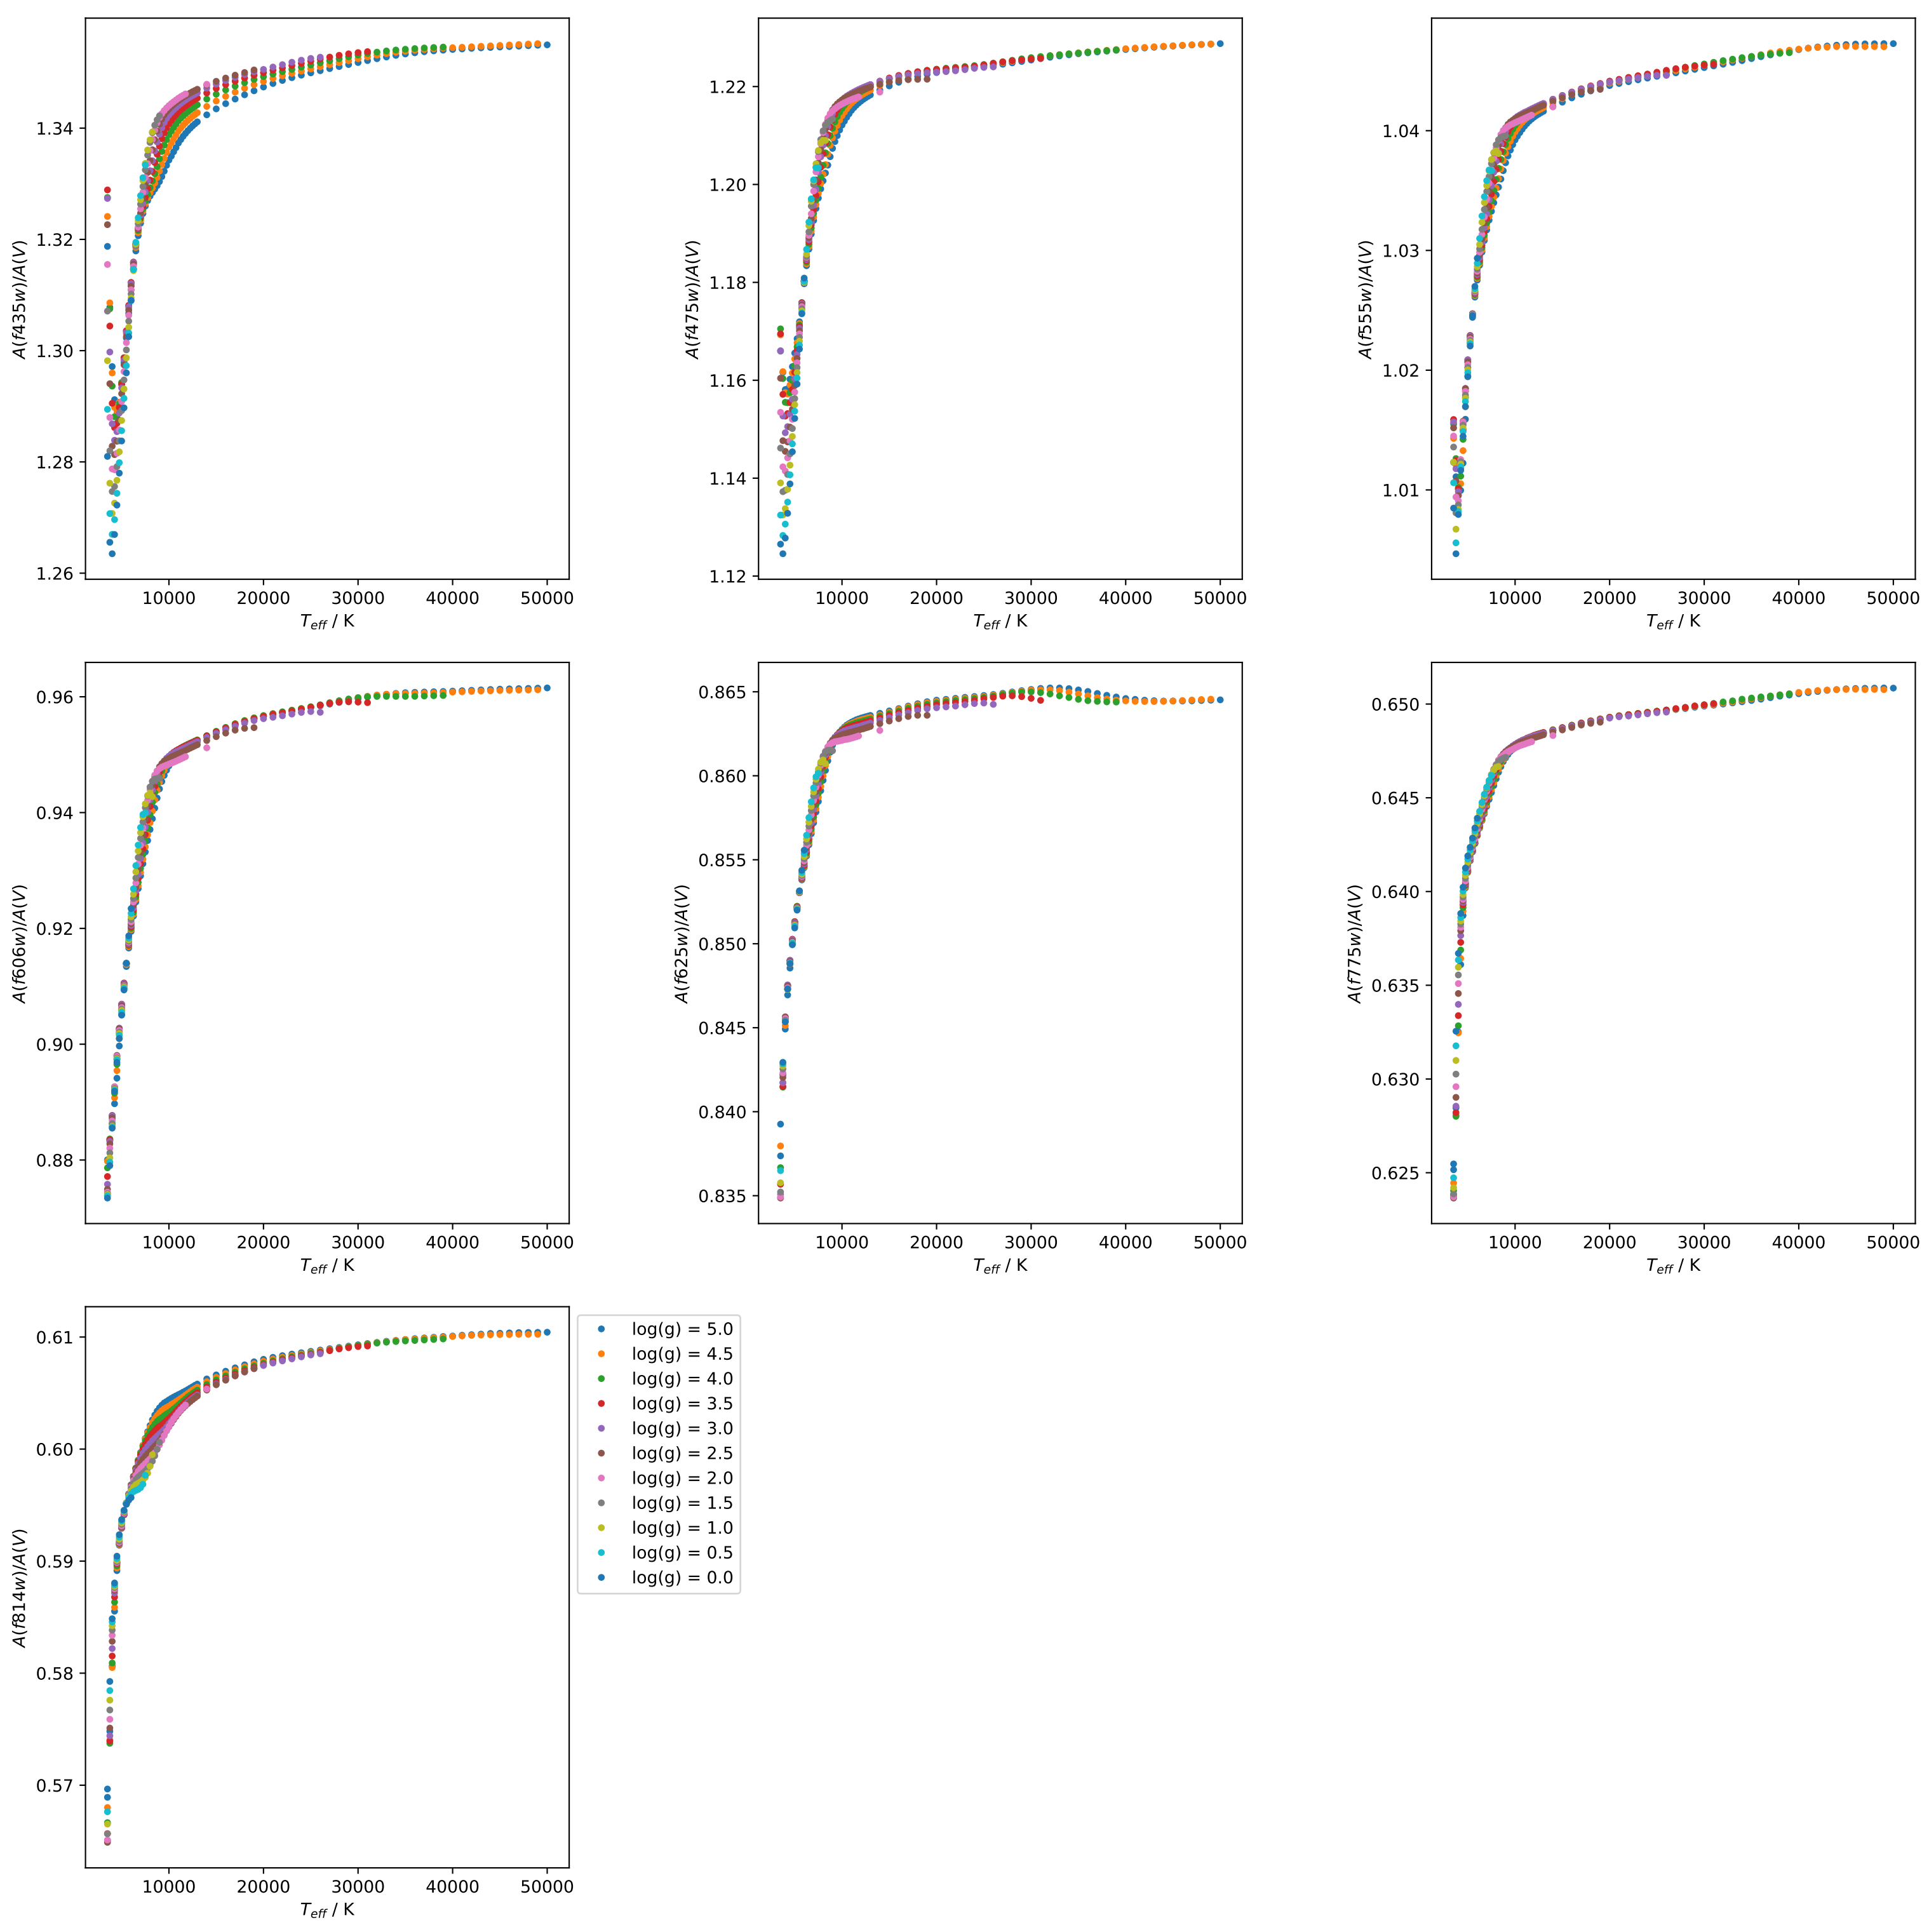 A(f435w)/A(V)
1.34
1.32
1.30
1.28
1.26
10000 20000 30000 40000 50000
T_eff / K
A(f475w)/A(V)
1.22
1.20
1.18
1.16
1.14
1.12
10000 20000 30000 40000 50000
T_eff / K
A(f555w)/A(V)
1.04
1.03
1.02
1.01
10000 20000 30000 40000 50000
T_eff / K
A(f606w)/A(V)
0.96
0.94
0.92
0.90
0.88
10000 20000 30000 40000 50000
T_eff / K
A(f625w)/A(V)
0.865
0.860
0.855
0.850
0.845
0.840
0.835
10000 20000 30000 40000 50000
T_eff / K
A(f775w)/A(V)
0.650
0.645
0.640
0.635
0.630
0.625
10000 20000 30000 40000 50000
T_eff / K
A(f814w)/A(V)
0.61
0.60
0.59
0.58
0.57
10000 20000 30000 40000 50000
T_eff / K
log(g) = 5.0
log(g) = 4.5
log(g) = 4.0
log(g) = 3.5
log(g) = 3.0
log(g) = 2.5
log(g) = 2.0
log(g) = 1.5
log(g) = 1.0
log(g) = 0.5
log(g) = 0.0